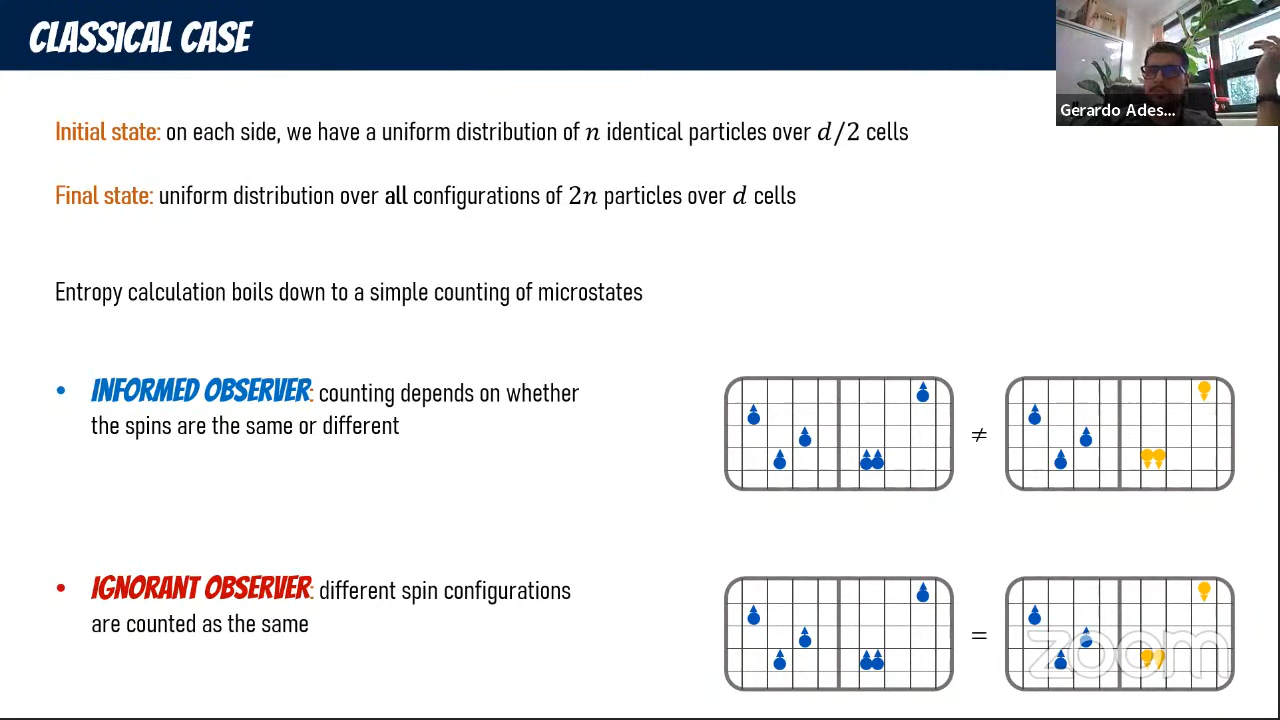 CLASSICAL CASE
Gerardo Ades...
Initial state: on each side, we have a uniform distribution of n identical particles over d/2 cells
Final state: uniform distribution over all configurations of 2n particles over d cells
Entropy calculation boils down to a simple counting of microstates
• INFORMED OBSERVER: counting depends on whether
the spins are the same or different
≠
• IGNORANT OBSERVER: different spin configurations
are counted as the same
=
zoom